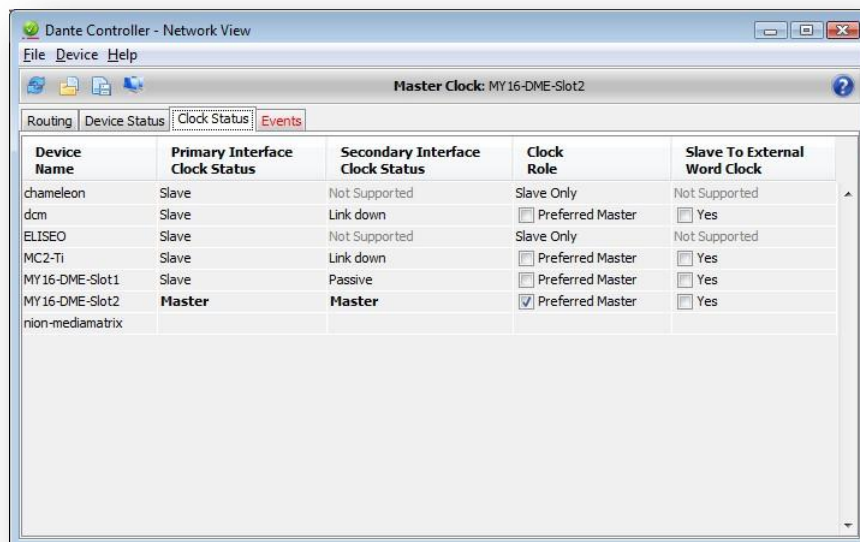 Dante Controller - Network View
File Device Help
Master Clock: MY16-DME-Slot2
Routing Device Status Clock Status Events
Device Name Primary Interface Clock Status Secondary Interface Clock Status Clock Role Slave To External Word Clock
chameleon Slave Not Supported Slave Only Not Supported
dcm Slave Link down Preferred Master Yes
ELISEO Slave Not Supported Slave Only Not Supported
MC2-Ti Slave Link down Preferred Master Yes
MY16-DME-Slot1 Slave Passive Preferred Master Yes
MY16-DME-Slot2 Master Master Preferred Master Yes
nion-mediamatrix